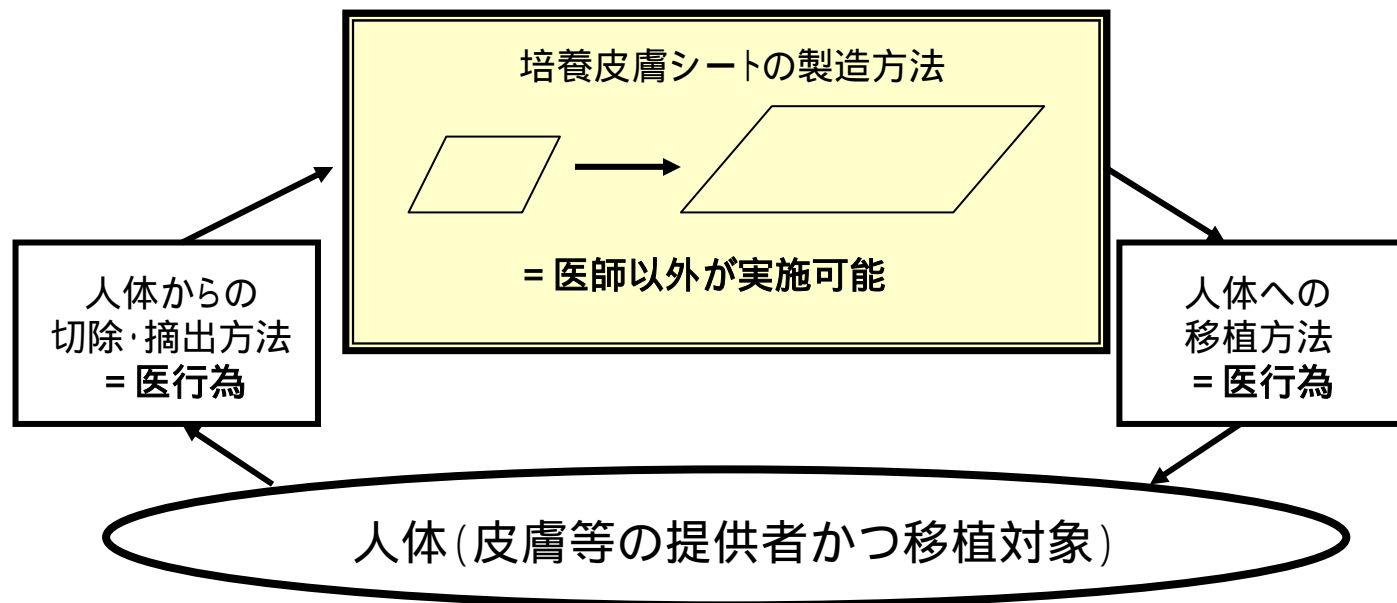 培養皮膚シートの製造方法
= 医師以外が実施可能
人体からの
切除・摘出方法
= 医行為
人体への
移植方法
= 医行為
人体(皮膚等の提供者かつ移植対象)